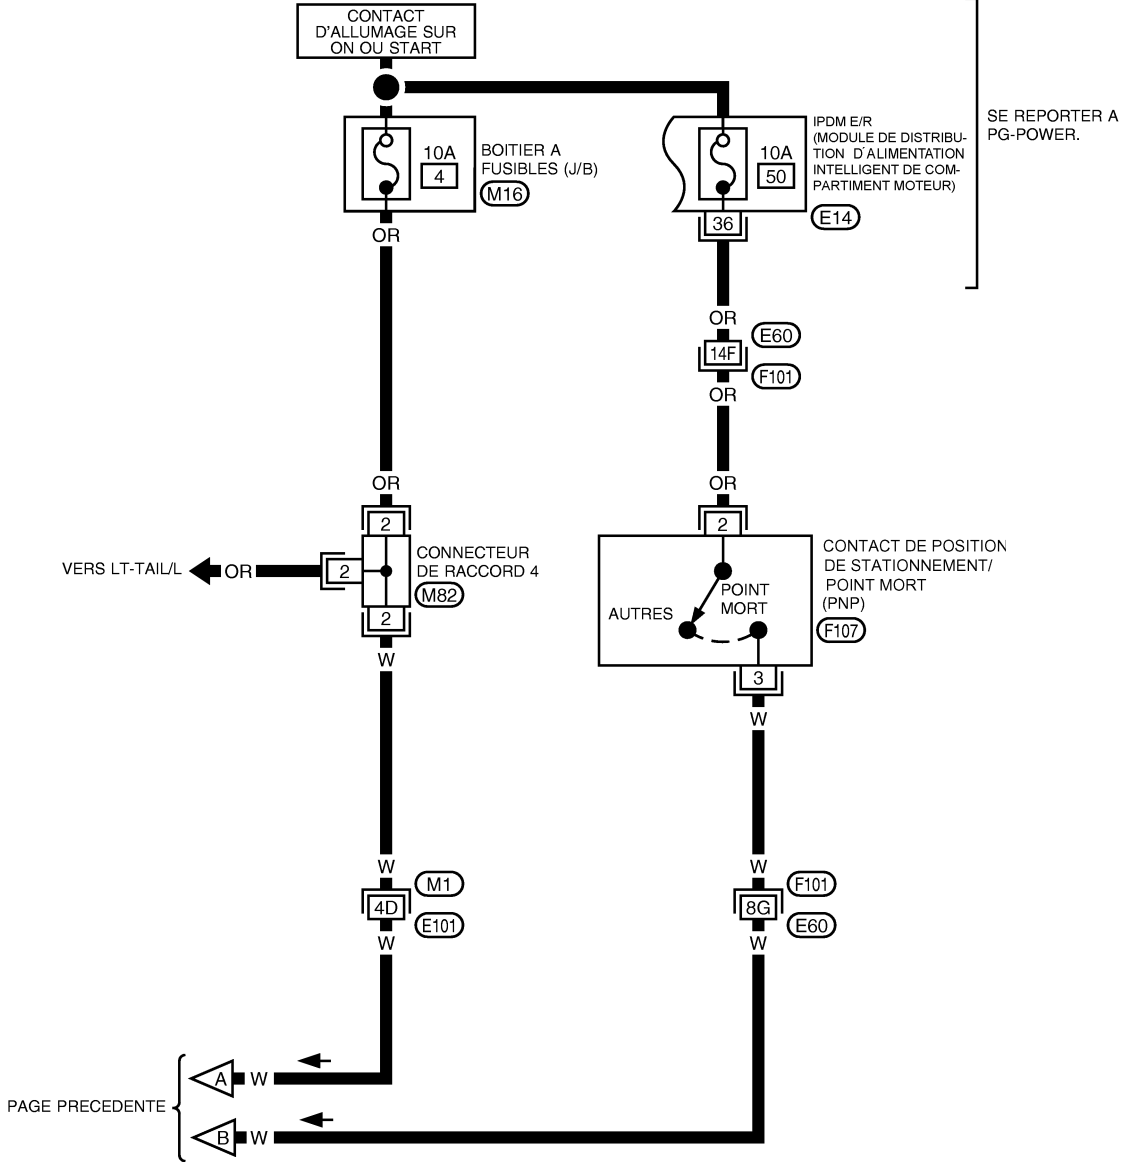 CONTACT
D'ALLUMAGE SUR
ON OU START
SE REPORTER A
PG-POWER.
10A
4
BOITIER A
FUSIBLES (J/B)
M16
10A
50
IPDM E/R
(MODULE DE DISTRIBU-
TION D´ALIMENTATION
INTELLIGENT DE COM-
PARTIMENT MOTEUR)
E14
36
OR
OR
14F
E60
F101
OR
OR
OR
2
2
VERS LT-TAIL/L
OR
2
CONNECTEUR
DE RACCORD 4
M82
2
AUTRES
POINT
MORT
CONTACT DE POSITION
DE STATIONNEMENT/
POINT MORT
(PNP)
F107
3
W
W
W
W
4D
M1
E101
8G
F101
E60
W
W
PAGE PRECEDENTE
A
W
B
W